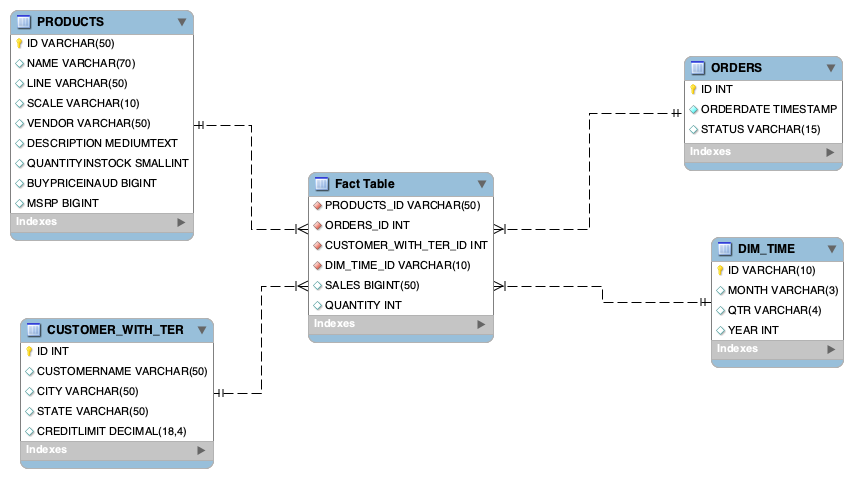 PRODUCTS
ID VARCHAR(50)
NAME VARCHAR(70)
LINE VARCHAR(50)
SCALE VARCHAR(10)
VENDOR VARCHAR(50)
DESCRIPTION MEDIUMTEXT
QUANTITYINSTOCK SMALLINT
BUYPRICEINAUD BIGINT
MSRP BIGINT
Indexes
ORDERS
ID INT
ORDERDATE TIMESTAMP
STATUS VARCHAR(15)
Indexes
Fact Table
PRODUCTS_ID VARCHAR(50)
ORDERS_ID INT
CUSTOMER_WITH_TER_ID INT
DIM_TIME_ID VARCHAR(10)
SALES BIGINT(50)
QUANTITY INT
Indexes
DIM_TIME
ID VARCHAR(10)
MONTH VARCHAR(3)
QTR VARCHAR(4)
YEAR INT
Indexes
CUSTOMER_WITH_TER
ID INT
CUSTOMERNAME VARCHAR(50)
CITY VARCHAR(50)
STATE VARCHAR(50)
CREDITLIMIT DECIMAL(18,4)
Indexes